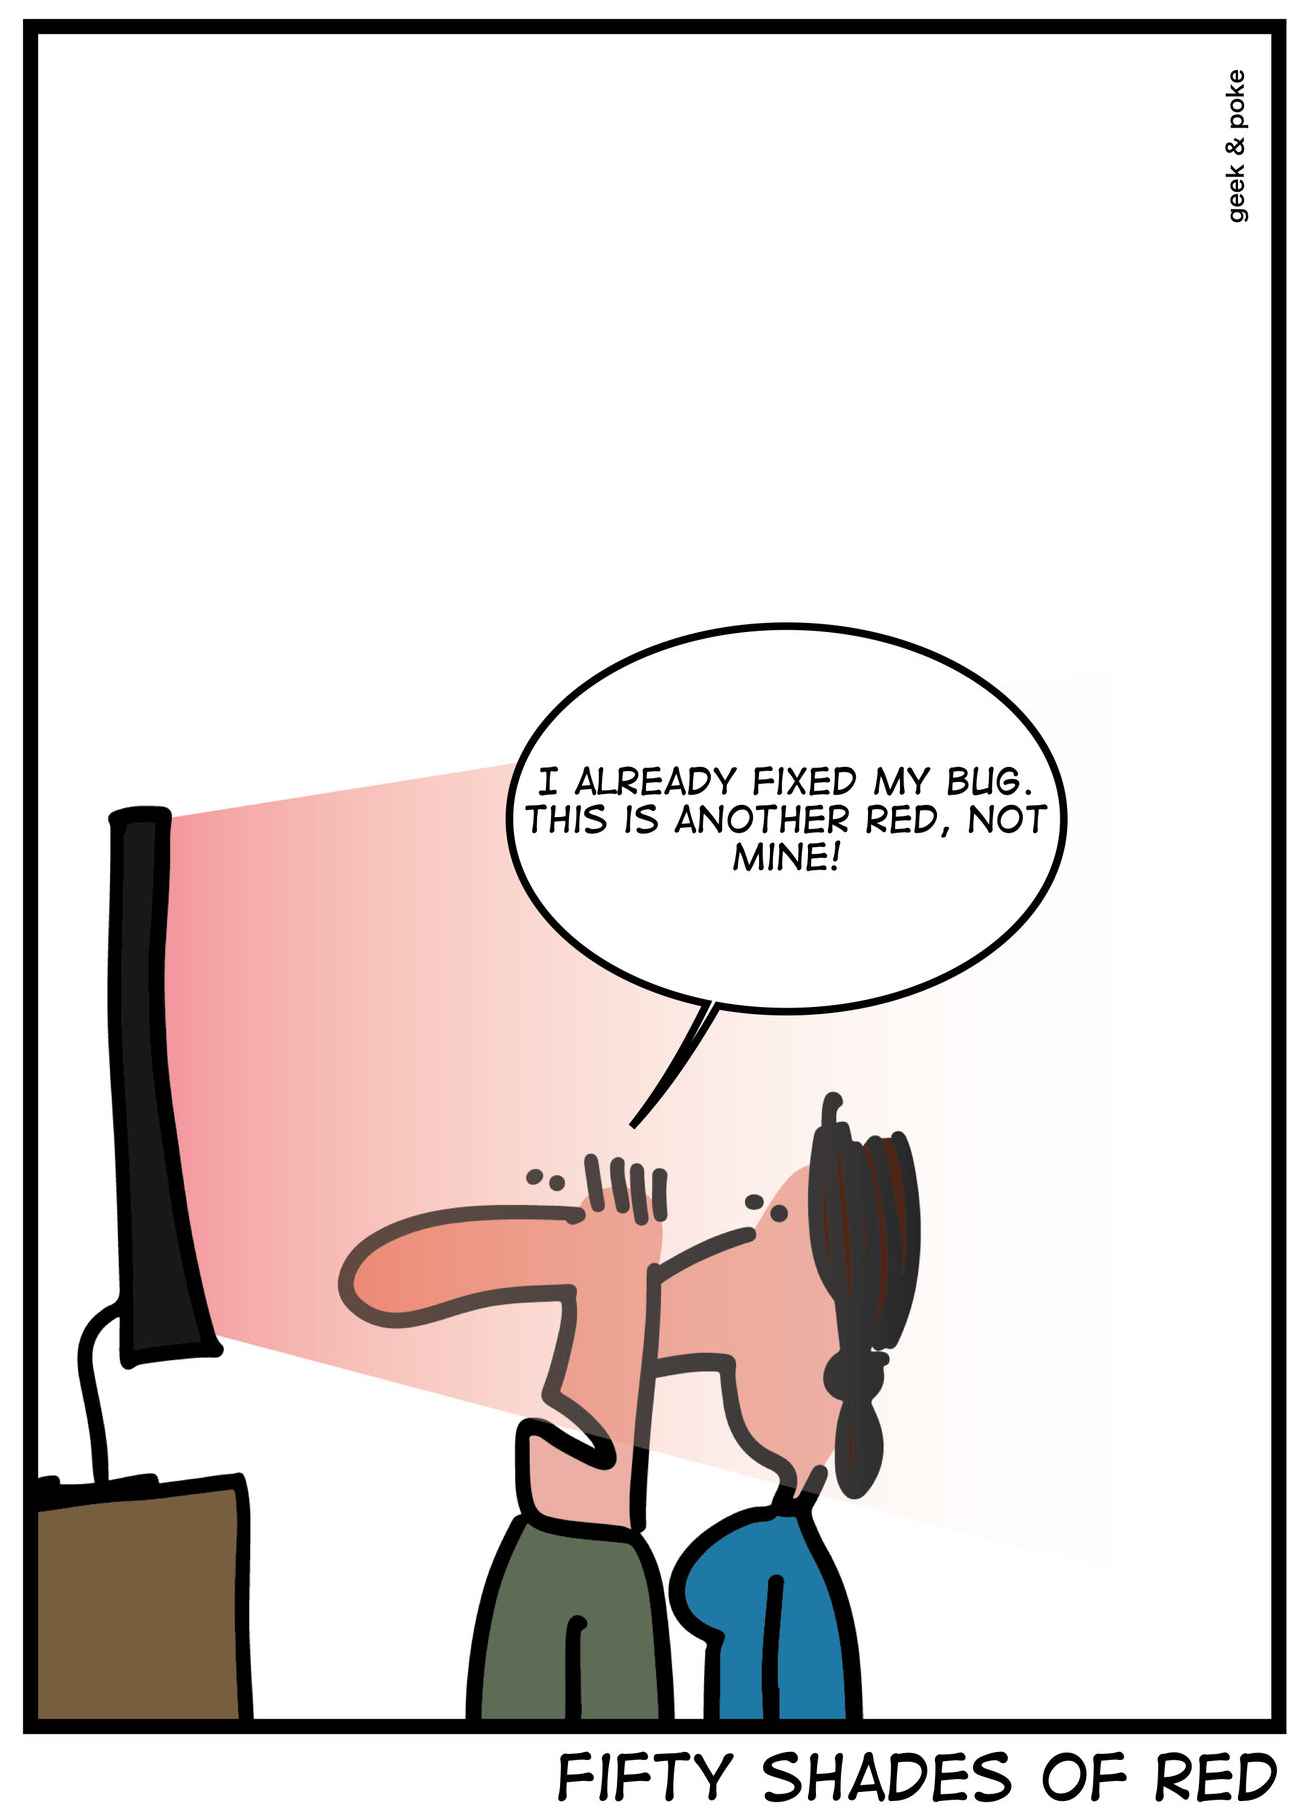 geek & poke
I ALREADY FIXED MY BUG.
THIS IS ANOTHER RED, NOT
MINE!
FIFTY SHADES OF RED